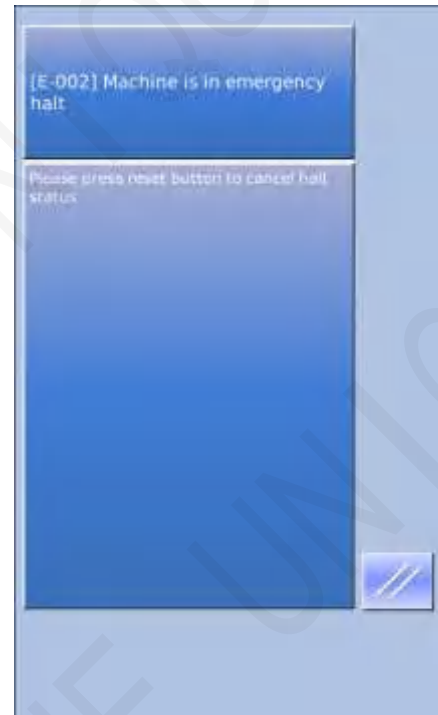 [E-002] Machine is in emergency
halt
Please press reset button to cancel halt
status